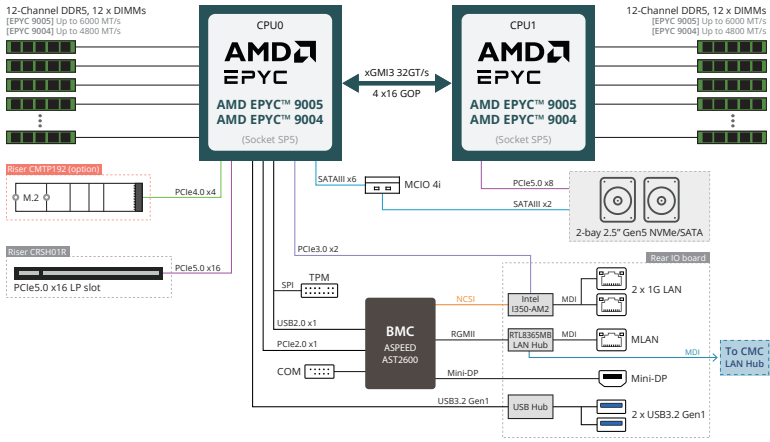 12-Channel DDR5, 12 x DIMMs
[EPYC 9005] Up to 6000 MT/s
[EPYC 9004] Up to 4800 MT/s
CPU0
AMD
EPYC
AMD EPYC™ 9005
AMD EPYC™ 9004
(Socket SP5)
xGMI3 32GT/s
4 x16 GOP
CPU1
AMD
EPYC
AMD EPYC™ 9005
AMD EPYC™ 9004
(Socket SP5)
12-Channel DDR5, 12 x DIMMs
[EPYC 9005] Up to 6000 MT/s
[EPYC 9004] Up to 4800 MT/s
Riser CMTP192 (option)
M.2
PCIe4.0 x4
SATAIII x6
MCIO 4i
PCIe5.0 x8
SATAIII x2
2-bay 2.5" Gen5 NVMe/SATA
Riser CRSH01R
PCIe5.0 x16
PCIe5.0 x16 LP slot
PCIe3.0 x2
Rear IO board
TPM
SPI
USB2.0 x1
PCIe2.0 x1
COM
BMC
ASPEED
AST2600
NCSI
Intel
I350-AM2
MDI
2 x 1G LAN
RGMII
RTL8365MB
LAN Hub
MDI
MLAN
MDI
To CMC
LAN Hub
Mini-DP
Mini-DP
USB3.2 Gen1
USB Hub
2 x USB3.2 Gen1